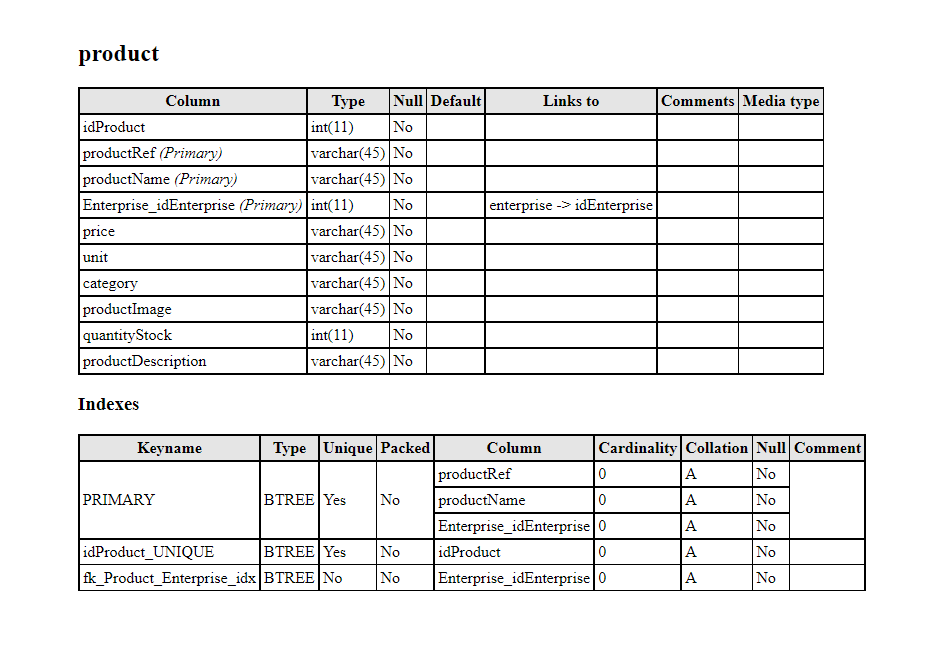 product
Column Type Null Default Links to Comments Media type
idProduct int(11) No
productRef (Primary) varchar(45) No
productName (Primary) varchar(45) No
Enterprise_idEnterprise (Primary) int(11) No enterprise -> idEnterprise
price varchar(45) No
unit varchar(45) No
category varchar(45) No
productImage varchar(45) No
quantityStock int(11) No
productDescription varchar(45) No
Indexes
Keyname Type Unique Packed Column Cardinality Collation Null Comment
PRIMARY BTREE Yes No productRef 0 A No
productName 0 A No
Enterprise_idEnterprise 0 A No
idProduct_UNIQUE BTREE Yes No idProduct 0 A No
fk_Product_Enterprise_idx BTREE No No Enterprise_idEnterprise 0 A No